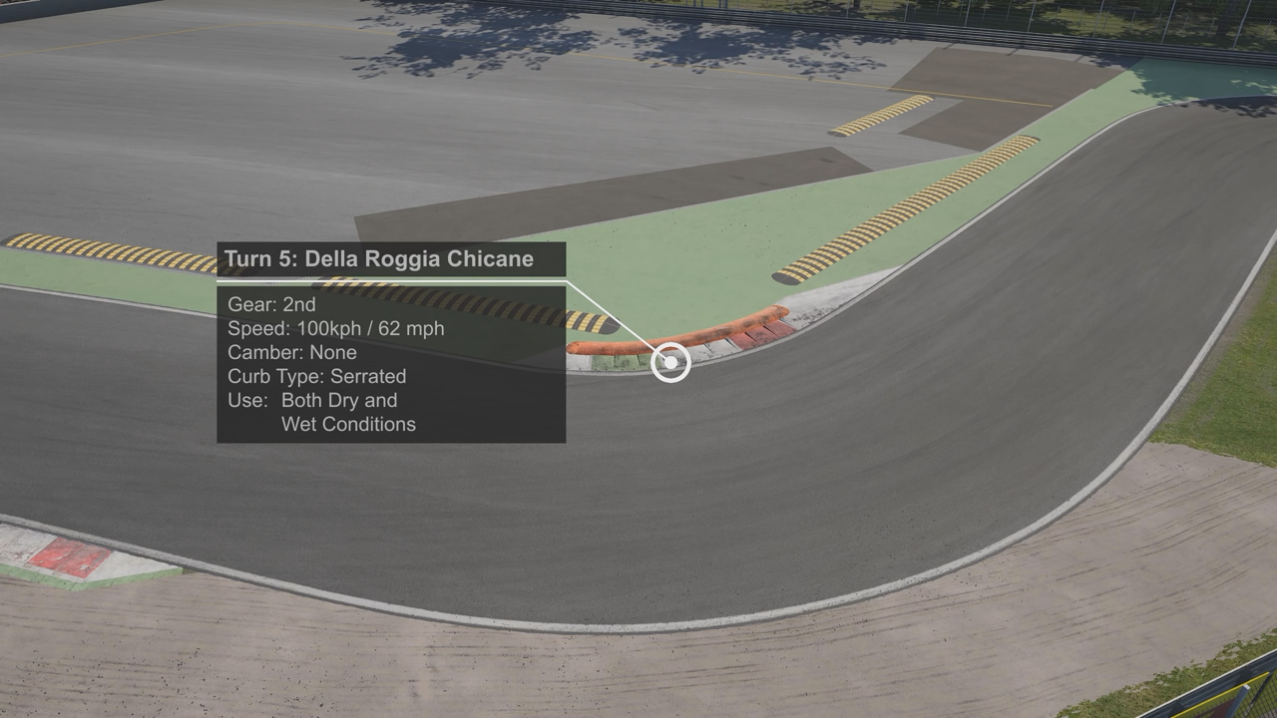 Turn 5: Della Roggia Chicane
Gear: 2nd
Speed: 100kph / 62 mph
Camber: None
Curb Type: Serrated
Use: Both Dry and
Wet Conditions